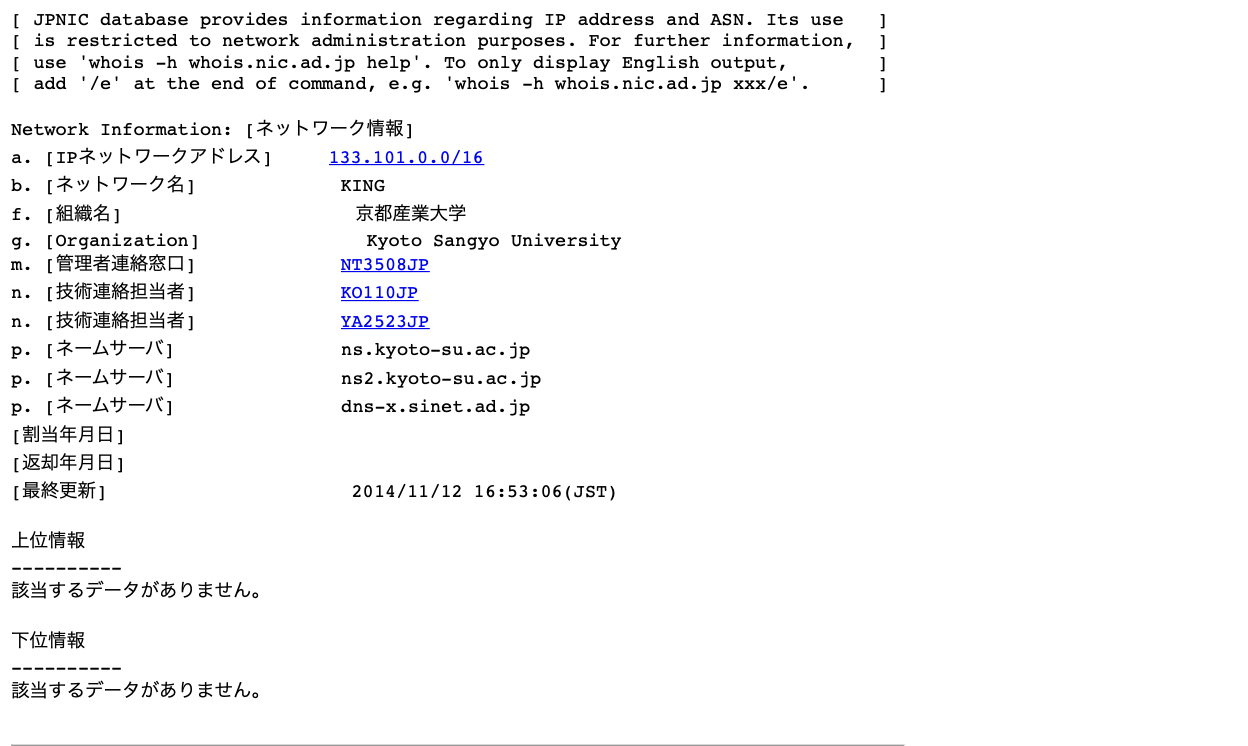 [ JPNIC database provides information regarding IP address and ASN. Its use   ]
[ is restricted to network administration purposes. For further information,  ]
[ use 'whois -h whois.nic.ad.jp help'. To only display English output,        ]
[ add '/e' at the end of command, e.g. 'whois -h whois.nic.ad.jp xxx/e'.      ]
Network Information: [ネットワーク情報]
a. [IPネットワークアドレス] 133.101.0.0/16
b. [ネットワーク名] KING
f. [組織名] 京都産業大学
g. [Organization] Kyoto Sangyo University
m. [管理者連絡窓口] NT3508JP
n. [技術連絡担当者] KO110JP
n. [技術連絡担当者] YA2523JP
p. [ネームサーバ] ns.kyoto-su.ac.jp
p. [ネームサーバ] ns2.kyoto-su.ac.jp
p. [ネームサーバ] dns-x.sinet.ad.jp
[割当年月日]
[返却年月日]
[最終更新] 2014/11/12 16:53:06(JST)
上位情報
----------
該当するデータがありません。
下位情報
----------
該当するデータがありません。